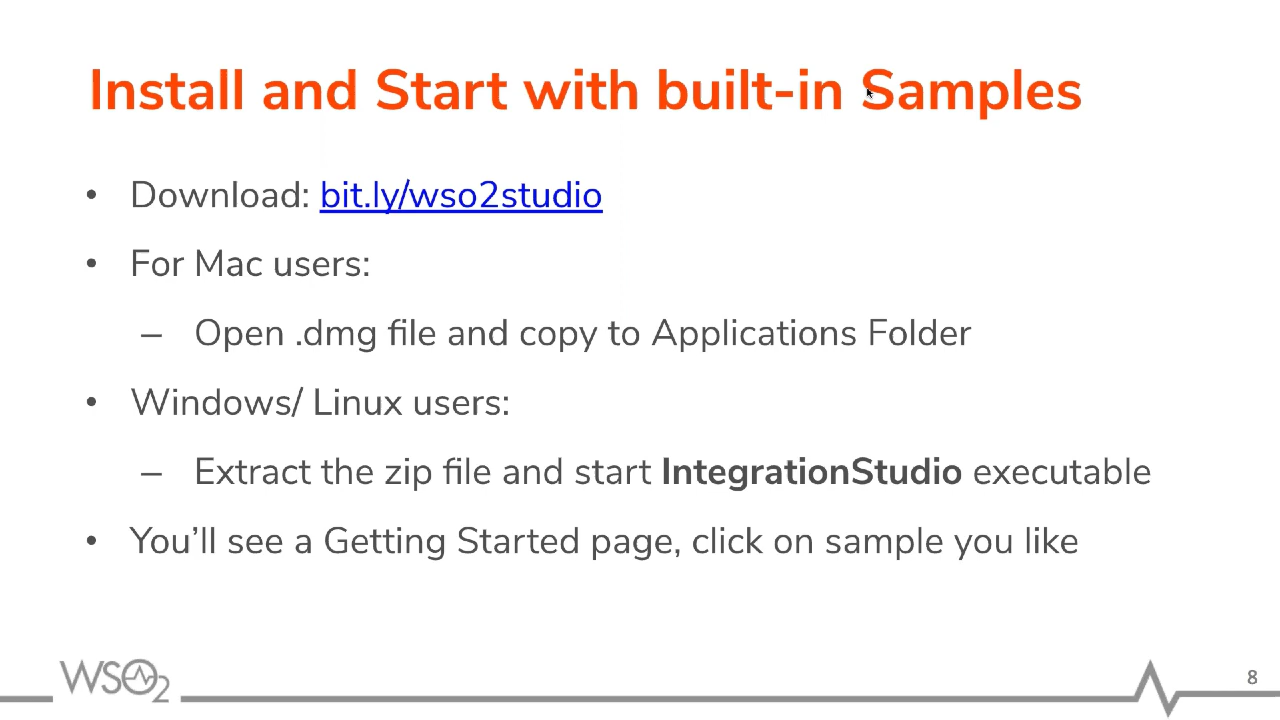 Install and Start with built-in Samples
• Download: bit.ly/wso2studio
• For Mac users:
– Open .dmg file and copy to Applications Folder
• Windows/ Linux users:
– Extract the zip file and start IntegrationStudio executable
• You’ll see a Getting Started page, click on sample you like
WSO2
8